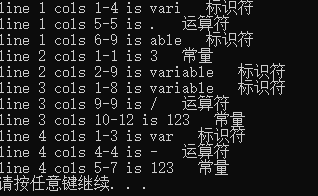 line 1 cols 1-4 is vari 标识符
line 1 cols 5-5 is . 运算符
line 1 cols 6-9 is able 标识符
line 2 cols 1-1 is 3 常量
line 2 cols 2-9 is variable 标识符
line 3 cols 1-8 is variable 标识符
line 3 cols 9-9 is / 运算符
line 3 cols 10-12 is 123 常量
line 4 cols 1-3 is var 标识符
line 4 cols 4-4 is - 运算符
line 4 cols 5-7 is 123 常量
请按任意键继续. . .